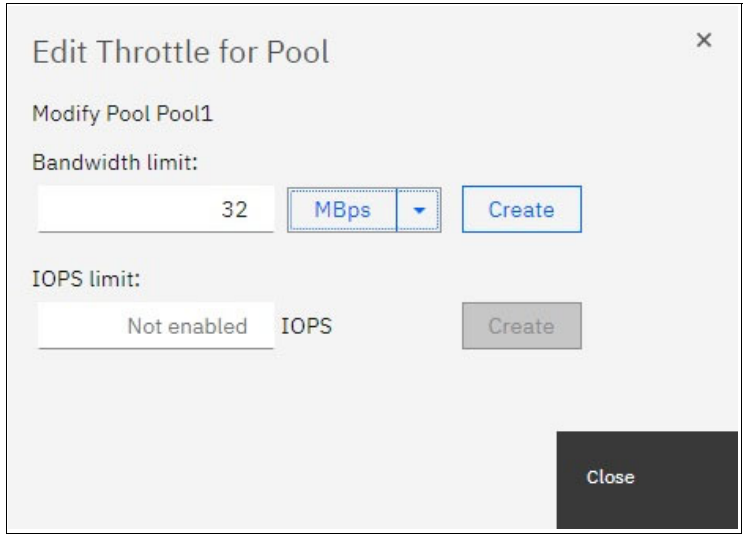 Edit Throttle for Pool
Modify Pool Pool1
Bandwidth limit:
32 MBps Create
IOPS limit:
Not enabled IOPS Create
Close